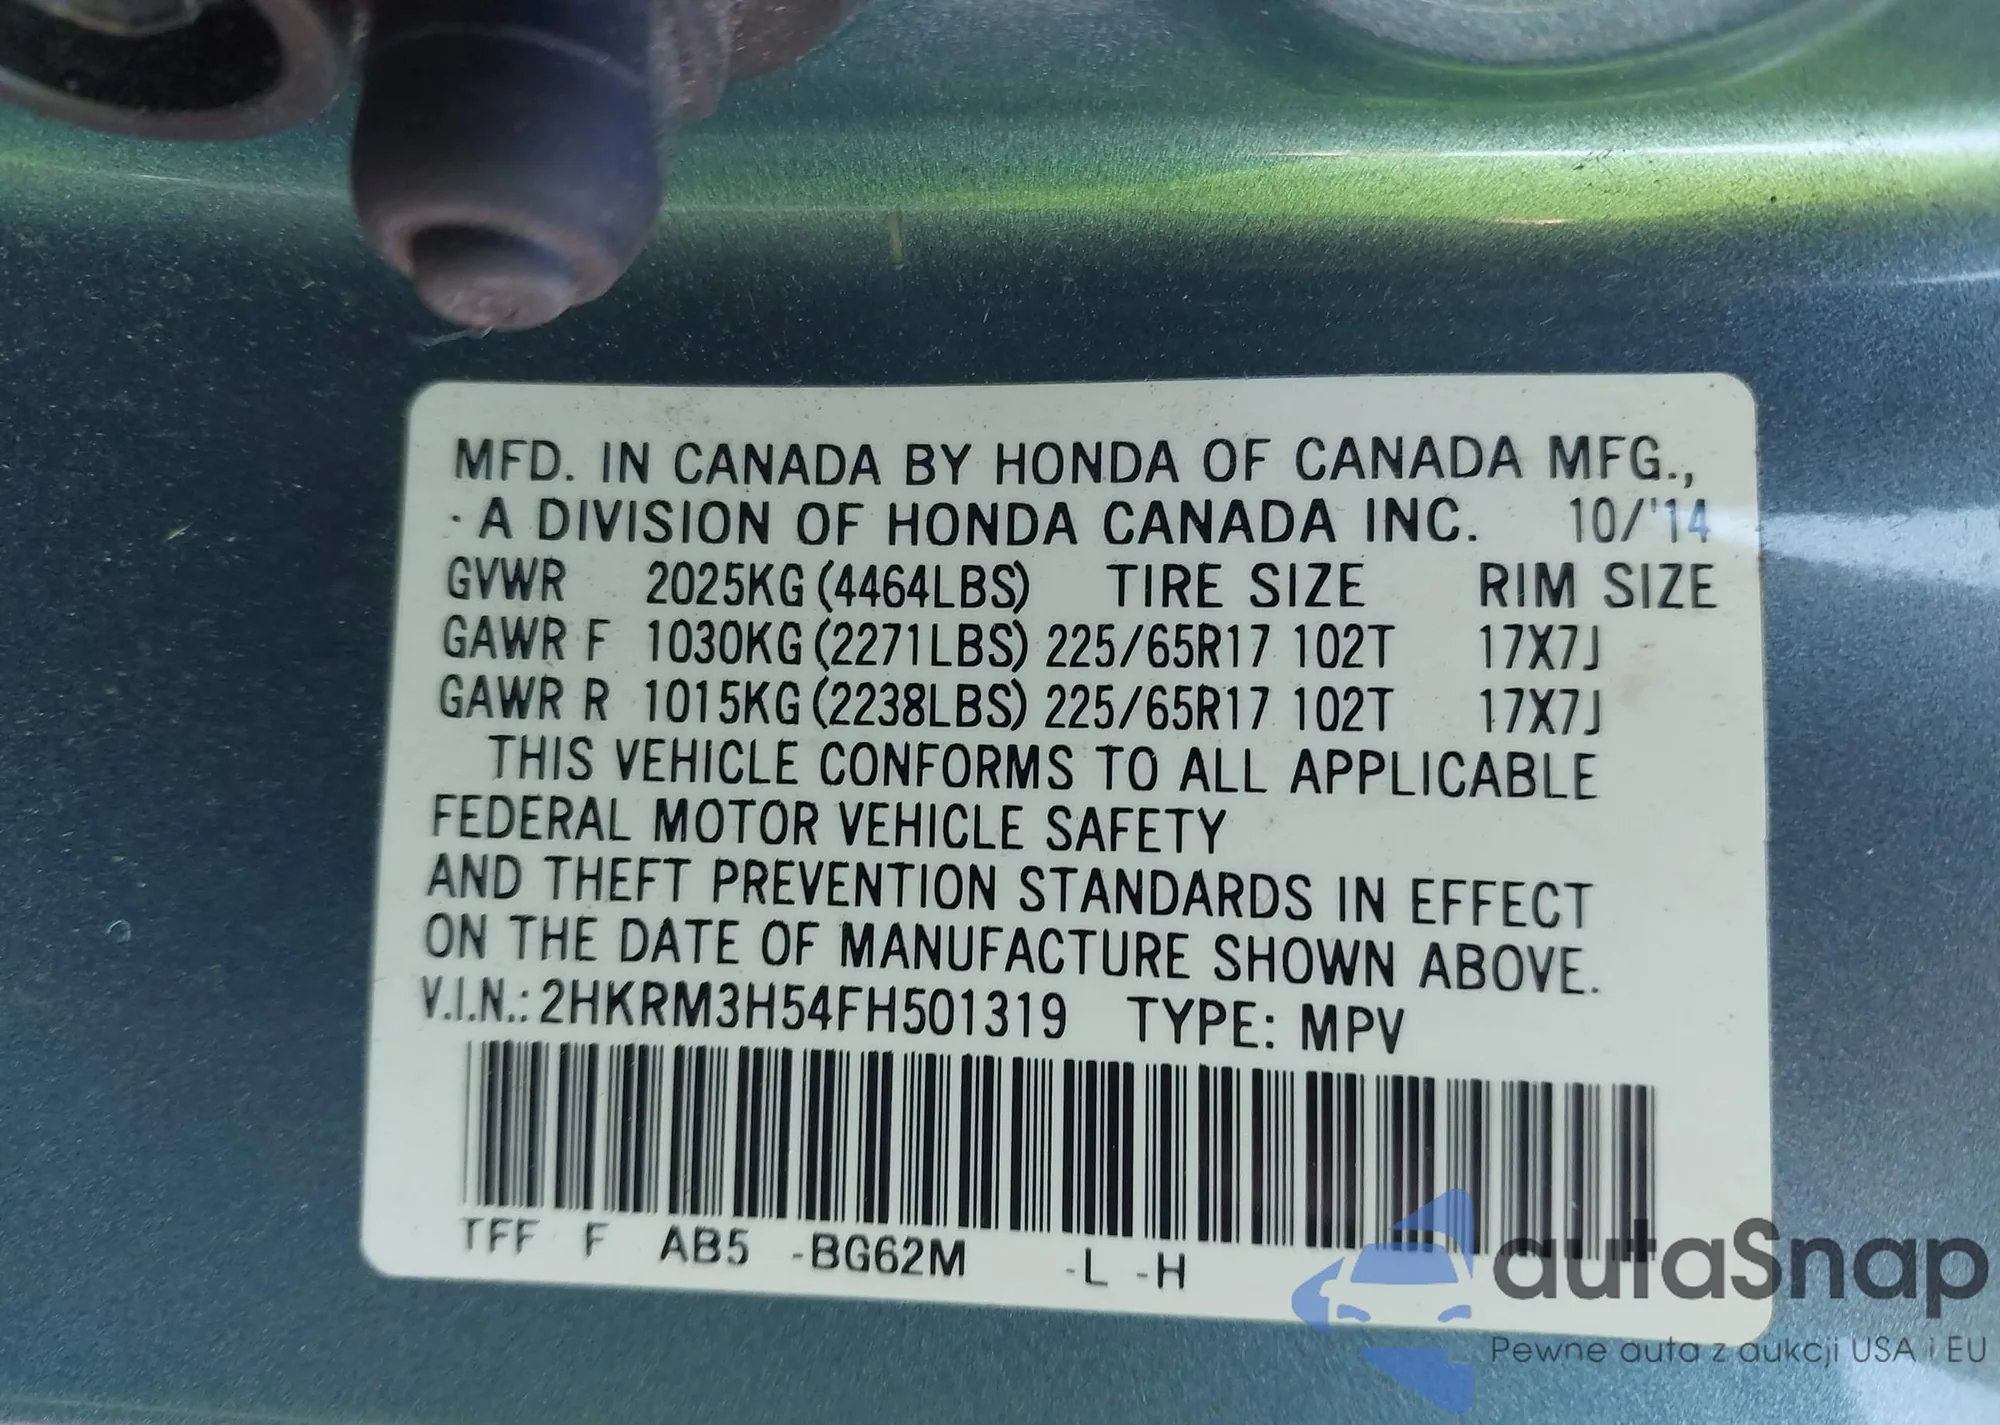 MFD. IN CANADA BY HONDA OF CANADA MFG.,
A DIVISION OF HONDA CANADA INC. 10/'14
GVWR 2025KG (4464LBS) TIRE SIZE RIM SIZE
GAWR F 1030KG (2271LBS) 225/65R17 102T 17X7J
GAWR R 1015KG (2238LBS) 225/65R17 102T 17X7J
THIS VEHICLE CONFORMS TO ALL APPLICABLE
FEDERAL MOTOR VEHICLE SAFETY
AND THEFT PREVENTION STANDARDS IN EFFECT
ON THE DATE OF MANUFACTURE SHOWN ABOVE.
V.I.N.: 2HKRM3H54FH501319 TYPE: MPV
TFF F AB5 -BG62M -L -H
autaSnap
Pewne auta z aukcji USA i EU